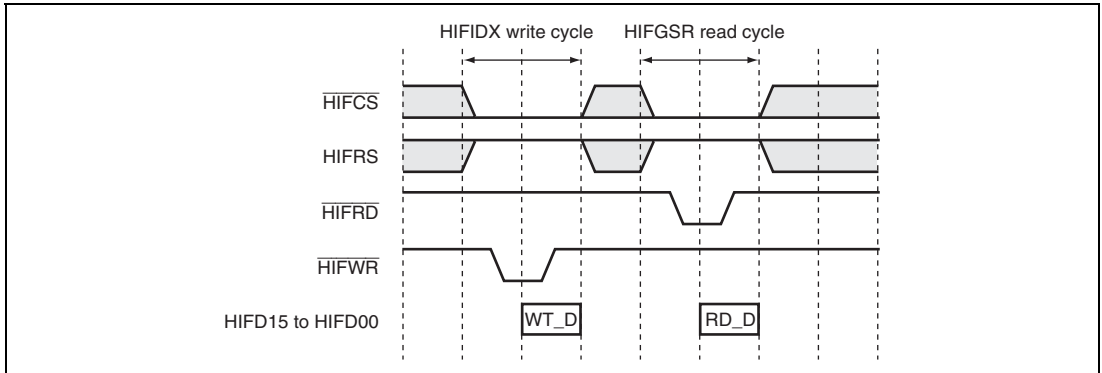 HIFIDX write cycle HIFGSR read cycle
HIFCS
HIFRS
HIFRD
HIFWR
HIFD15 to HIFD00 WT_D RD_D